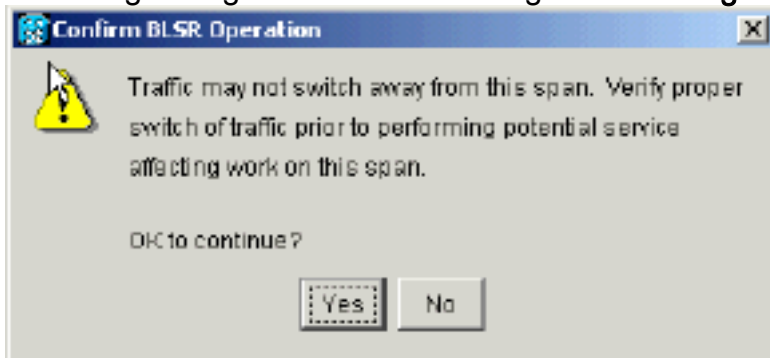 Confirm BLSR Operation
Traffic may not switch away from this span. Verify proper
switch of traffic prior to performing potential service
affecting work on this span.
OK to continue?
Yes No